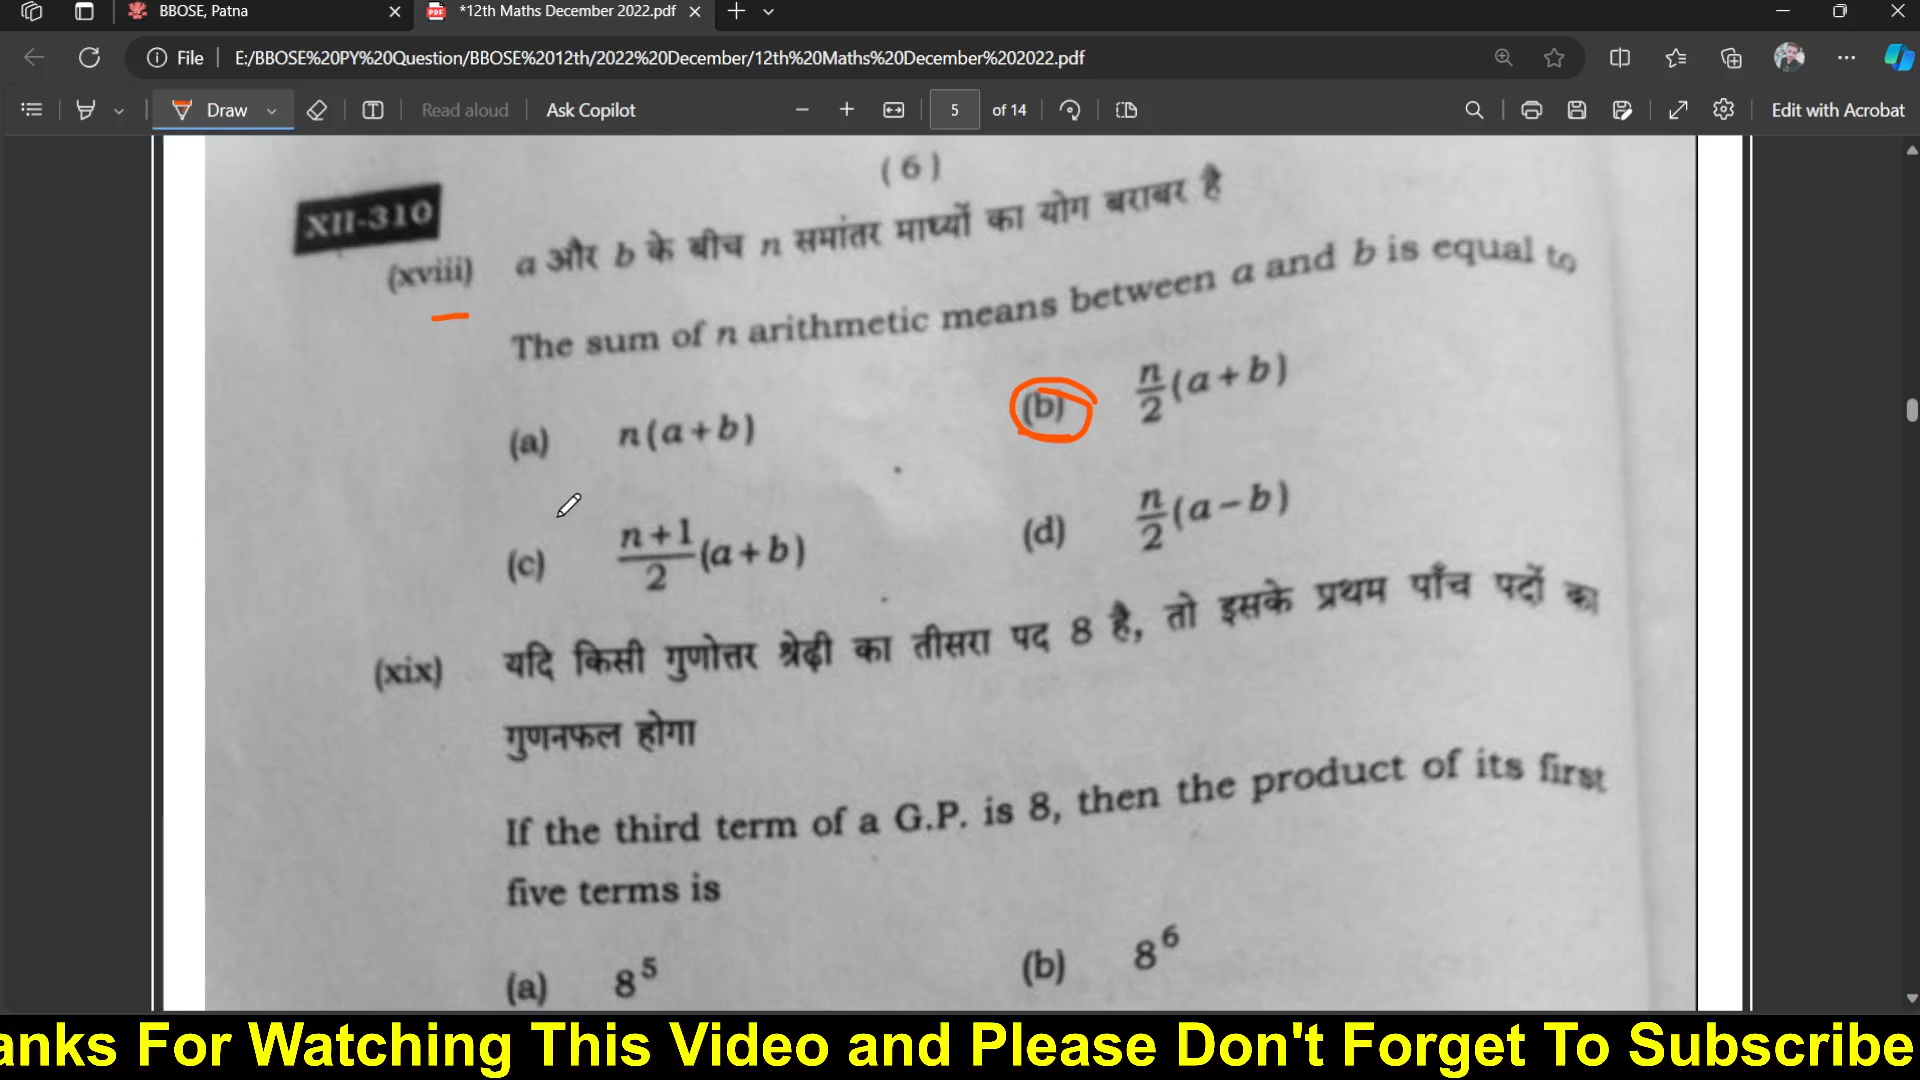 BBOSE, Patna
*12th Maths December 2022.pdf
File
E:/BBOSE%20PY%20Question/BBOSE%2012th/2022%20December/12th%20Maths%20December%202022.pdf
Draw
Read aloud
Ask Copilot
5 of 14
Edit with Acrobat
( 6 )
XII-310
(xviii) a और b के बीच n समांतर माध्यों का योग बराबर है
The sum of n arithmetic means between a and b is equal to
(a) n(a+b)
(b) n/2 (a+b)
(c) n+1/2 (a+b)
(d) n/2 (a−b)
(xix) यदि किसी गुणोत्तर श्रेढ़ी का तीसरा पद 8 है, तो इसके प्रथम पाँच पदों का
गुणनफल होगा
If the third term of a G.P. is 8, then the product of its first
five terms is
(a) 8^5
(b) 8^6
anks For Watching This Video and Please Don't Forget To Subscribe